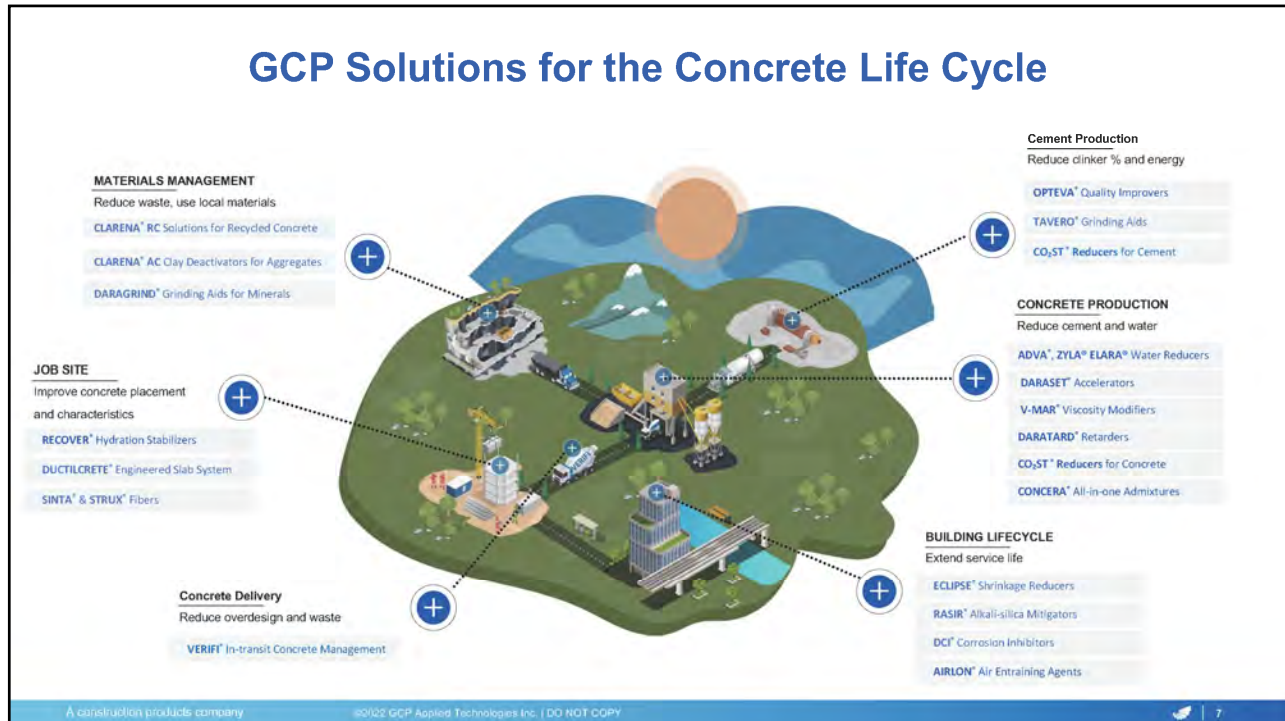 GCP Solutions for the Concrete Life Cycle
MATERIALS MANAGEMENT
Reduce waste, use local materials
CLARENA® RC Solutions for Recycled Concrete
CLARENA® AC Clay Deactivators for Aggregates
DARAGRIND® Grinding Aids for Minerals
JOB SITE
Improve concrete placement
and characteristics
RECOVER® Hydration Stabilizers
DUCTILCRETE® Engineered Slab System
SINTA® & STRUX® Fibers
Concrete Delivery
Reduce overdesign and waste
VERIFI® In-transit Concrete Management
VERIFI
Cement Production
Reduce clinker % and energy
OPTEVA® Quality Improvers
TAVERO® Grinding Aids
CO₂ST® Reducers for Cement
CONCRETE PRODUCTION
Reduce cement and water
ADVA®, ZYLA® ELARA® Water Reducers
DARASET® Accelerators
V-MAR® Viscosity Modifiers
DARATARD® Retarders
CO₂ST® Reducers for Concrete
CONCERA® All-in-one Admixtures
BUILDING LIFECYCLE
Extend service life
ECLIPSE® Shrinkage Reducers
RASIR® Alkali-silica Mitigators
DCI® Corrosion Inhibitors
AIRLON® Air Entraining Agents
A construction products company
©2022 GCP Applied Technologies Inc. | DO NOT COPY
7